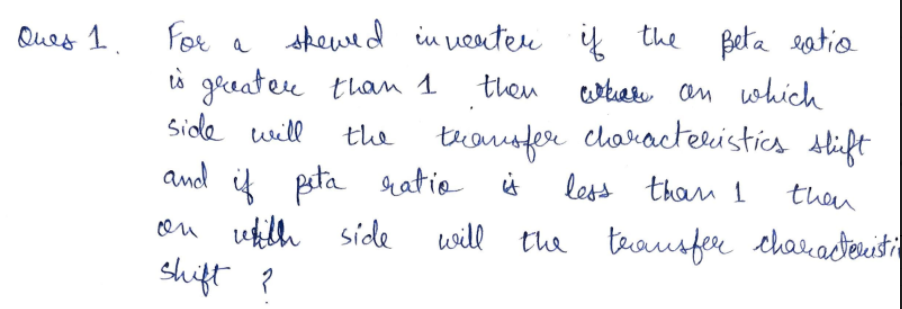 Ques 1. For a skewed inverter if the Beta ratio
is greater than 1 then on which
side will the transfer characteristics shift
and if beta ratio is less than 1 then
on which side will the transfer characteristi
shift ?